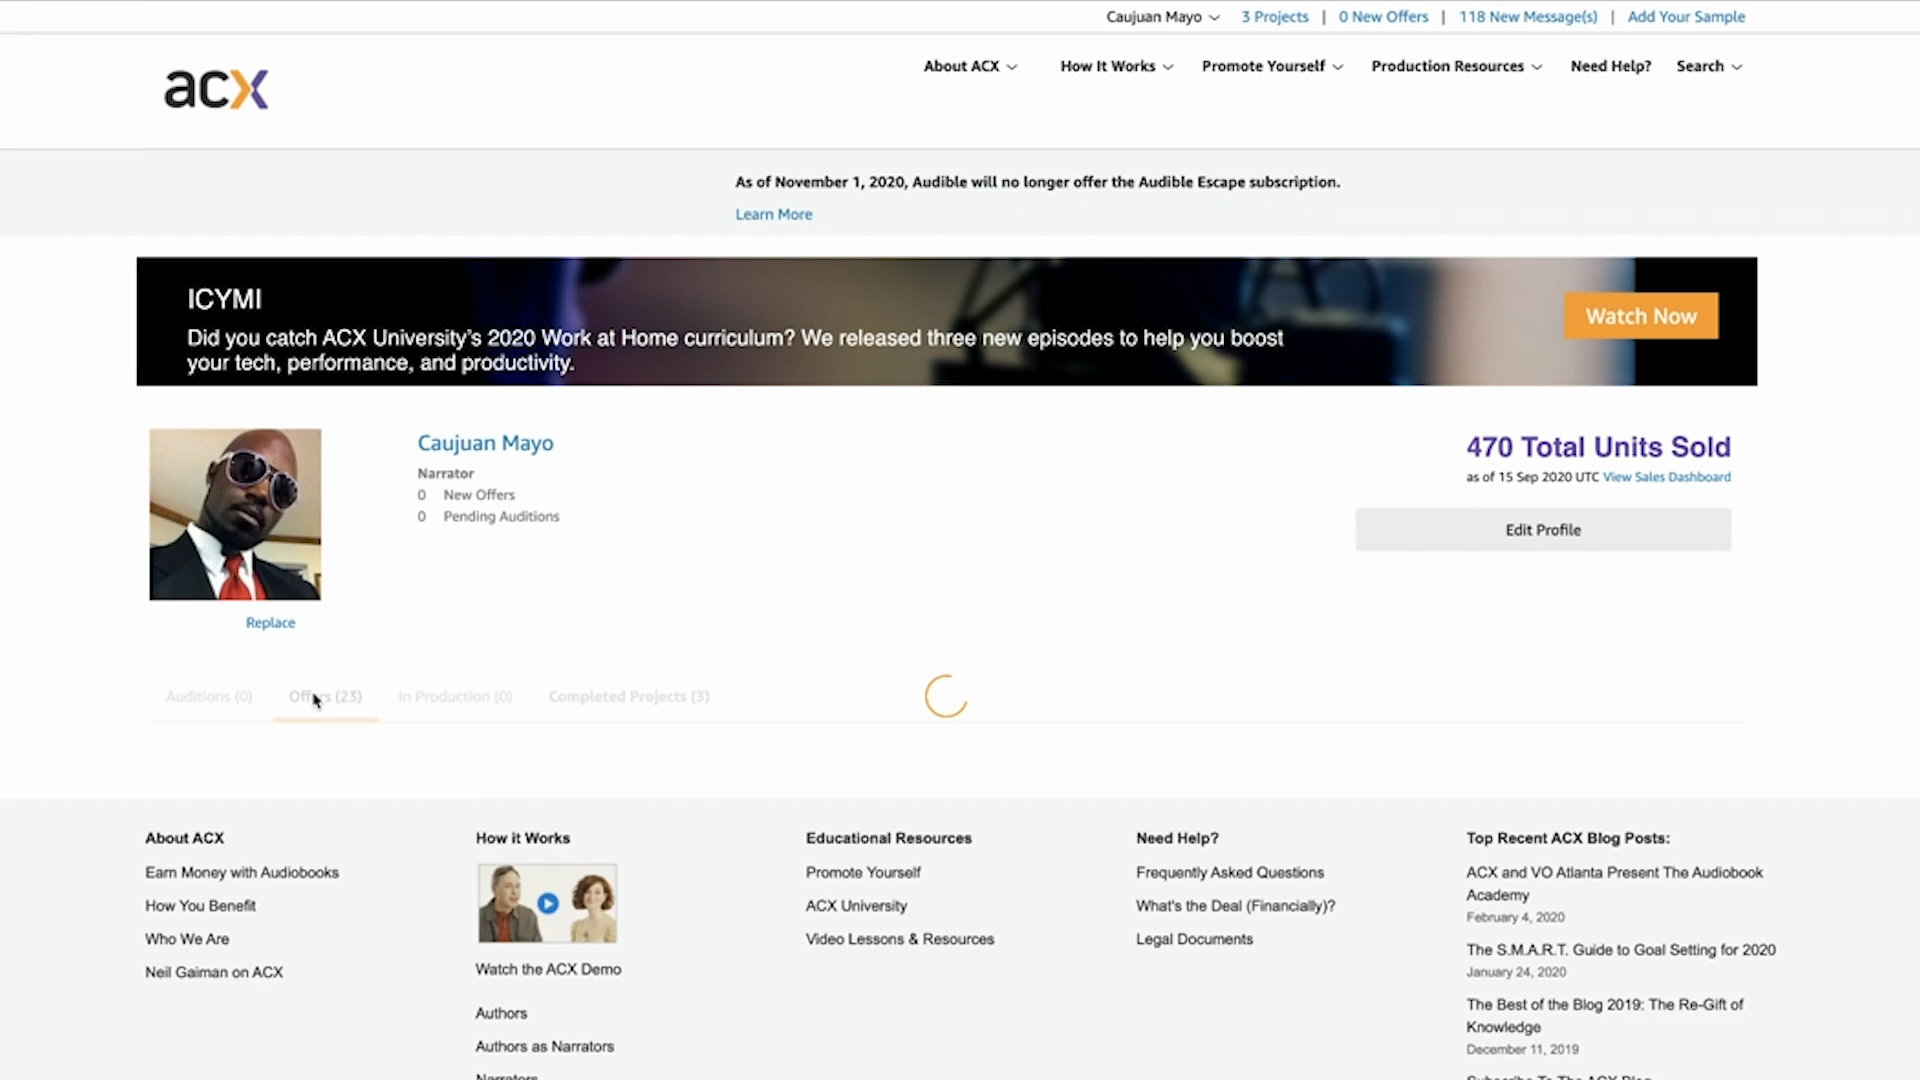 Caujuan Mayo 3 Projects | 0 New Offers | 118 New Message(s) | Add Your Sample
acx
About ACX How It Works Promote Yourself Production Resources Need Help? Search
As of November 1, 2020, Audible will no longer offer the Audible Escape subscription.
Learn More
ICYMI
Did you catch ACX University's 2020 Work at Home curriculum? We released three new episodes to help you boost
your tech, performance, and productivity.
Watch Now
Caujuan Mayo
Narrator
0 New Offers
0 Pending Auditions
Replace
470 Total Units Sold
as of 15 Sep 2020 UTC View Sales Dashboard
Edit Profile
Auditions (0) Offers (23) In Production (0) Completed Projects (3)
About ACX
Earn Money with Audiobooks
How You Benefit
Who We Are
Neil Gaiman on ACX
How it Works
Watch the ACX Demo
Authors
Authors as Narrators
Narrators
Educational Resources
Promote Yourself
ACX University
Video Lessons & Resources
Need Help?
Frequently Asked Questions
What's the Deal (Financially)?
Legal Documents
Top Recent ACX Blog Posts:
ACX and VO Atlanta Present The Audiobook
Academy
February 4, 2020
The S.M.A.R.T. Guide to Goal Setting for 2020
January 24, 2020
The Best of the Blog 2019: The Re-Gift of
Knowledge
December 11, 2019
Subscribe To The ACX Blog